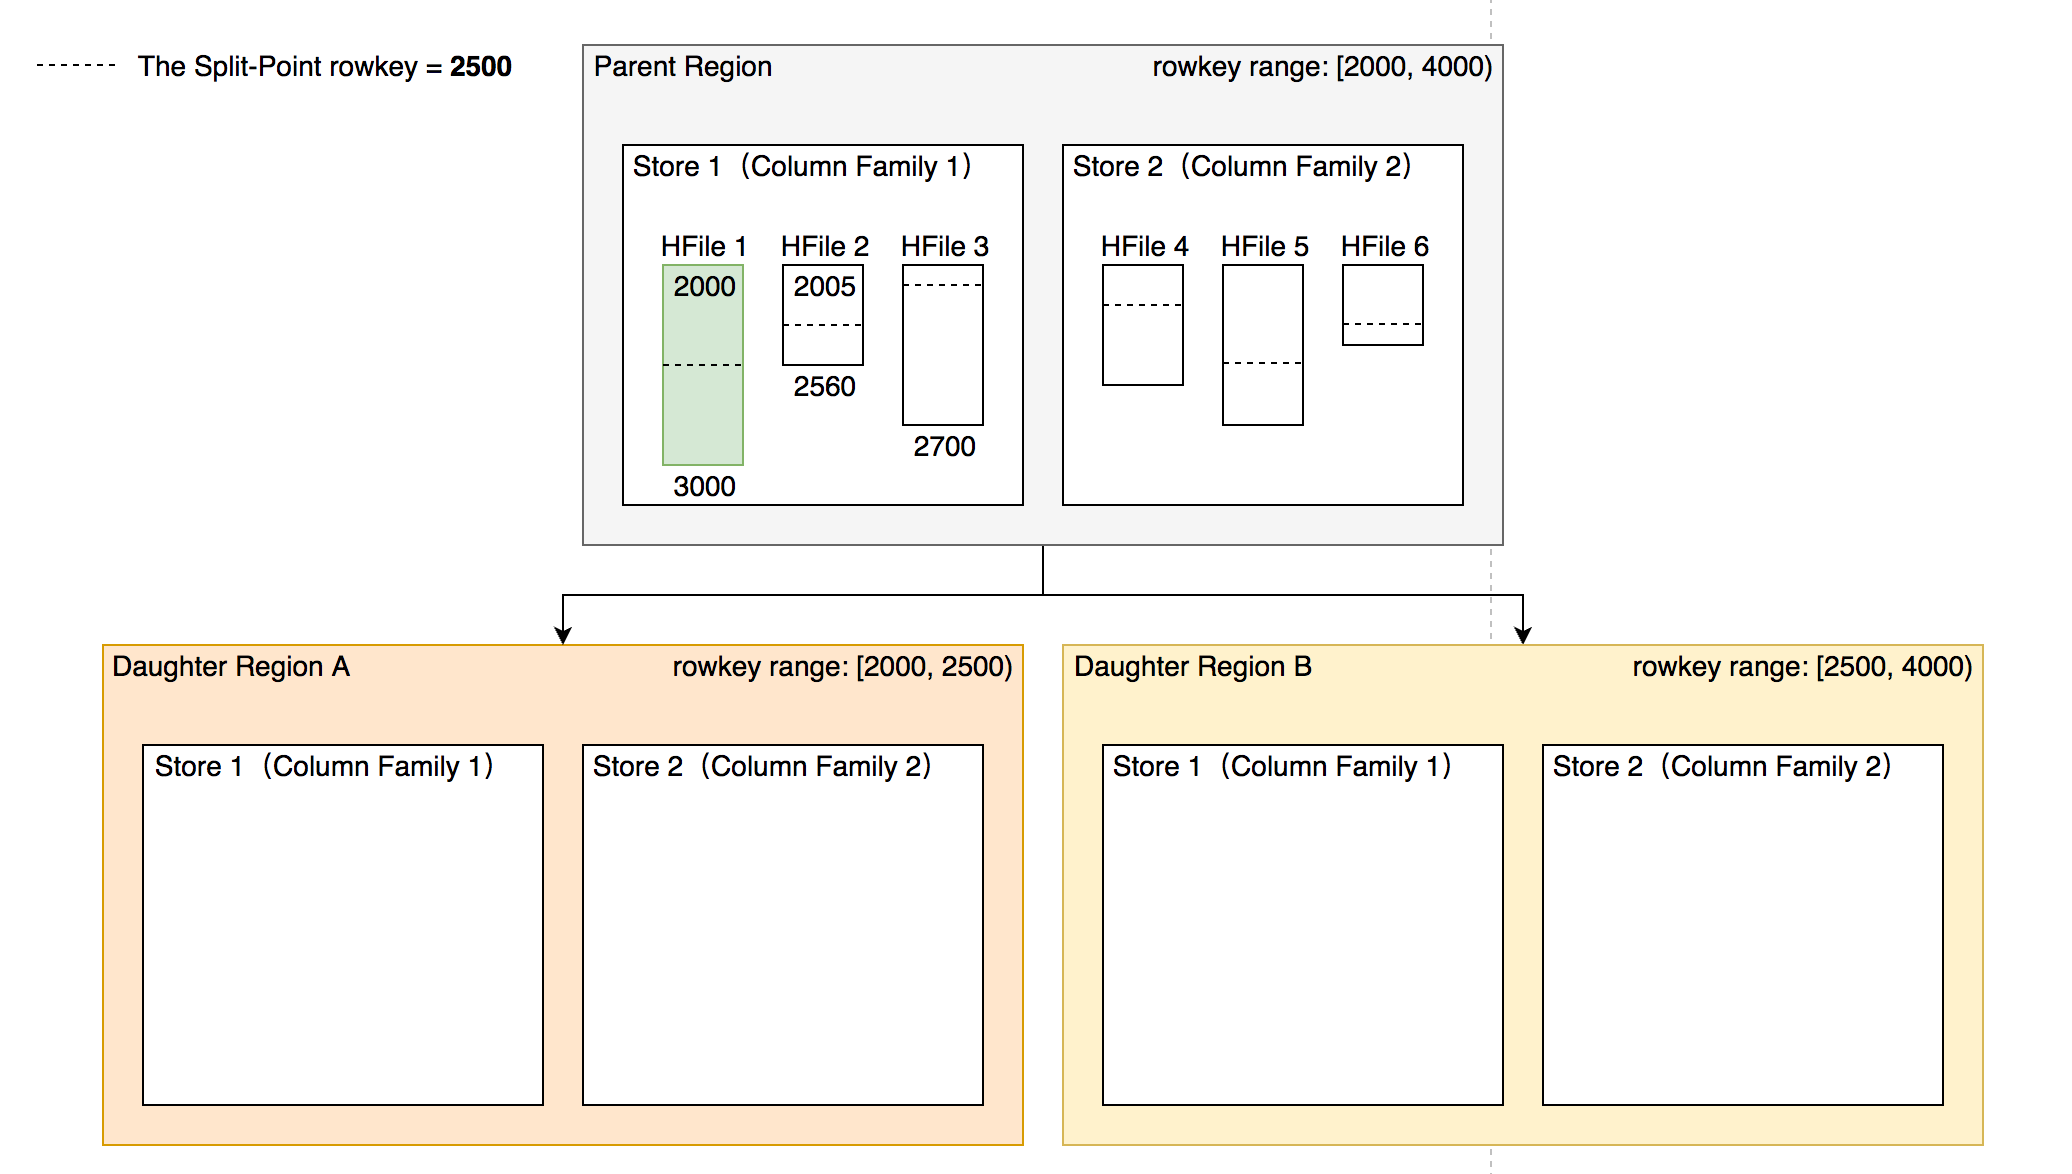 The Split-Point rowkey = 2500
Parent Region
rowkey range: [2000, 4000)
Store 1（Column Family 1）
HFile 1
HFile 2
HFile 3
2000
2005
2560
2700
3000
Store 2（Column Family 2）
HFile 4
HFile 5
HFile 6
Daughter Region A
rowkey range: [2000, 2500)
Store 1（Column Family 1）
Store 2（Column Family 2）
Daughter Region B
rowkey range: [2500, 4000)
Store 1（Column Family 1）
Store 2（Column Family 2）